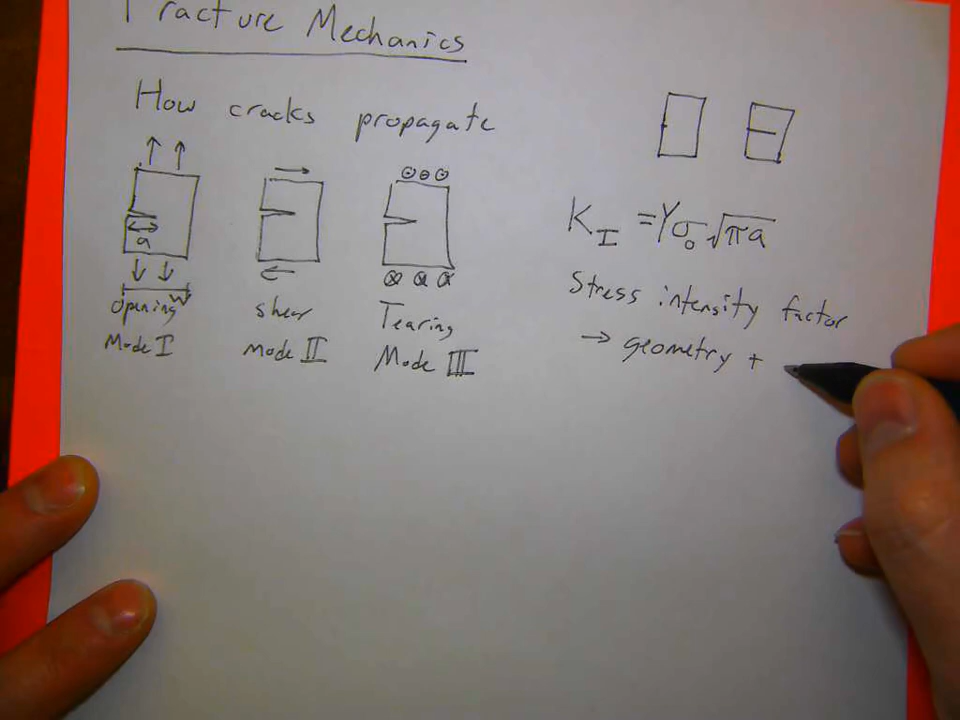 Fracture Mechanics
How cracks propagate
a
w
opening
Mode I
shear
mode II
Tearing
Mode III
K_I = Yσ₀√πa
Stress intensity factor
→ geometry +